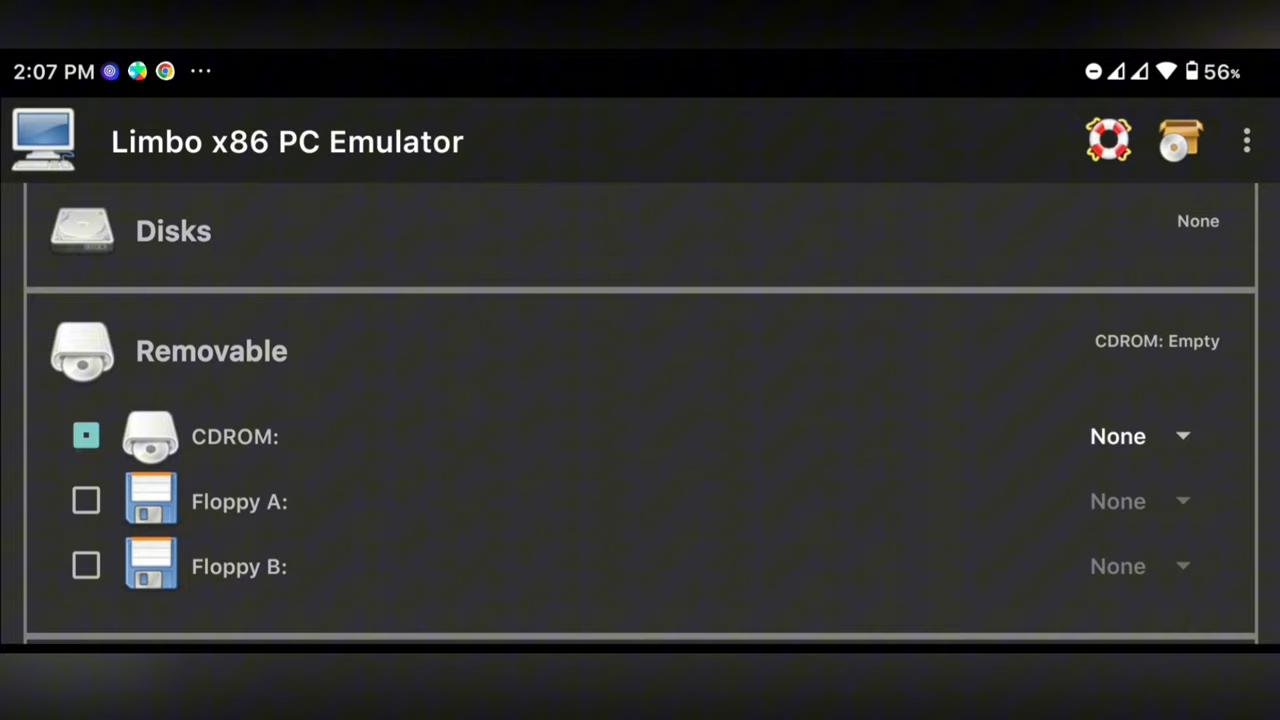 2:07 PM ... 56%
Limbo x86 PC Emulator
Disks None
Removable CDROM: Empty
CDROM: None
Floppy A: None
Floppy B: None